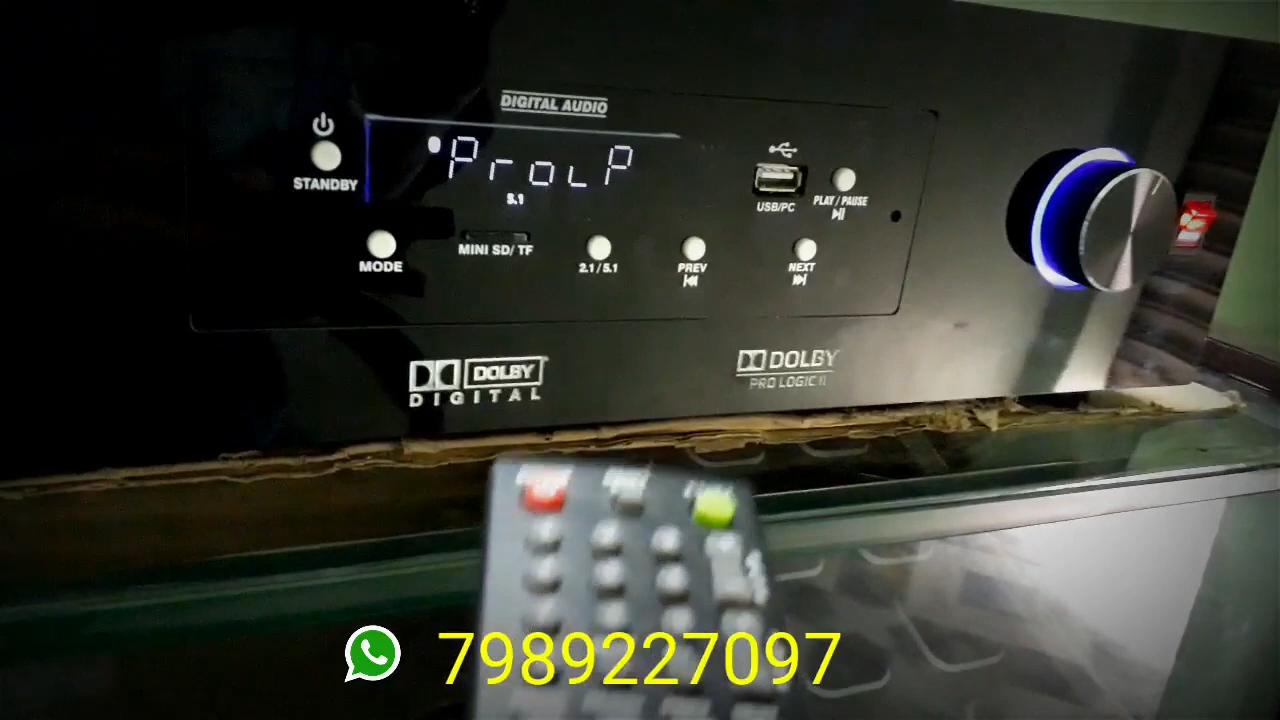 DIGITAL AUDIO
ProLP
5.1
STANDBY
USB/PC
PLAY / PAUSE
MODE
MINI SD/ TF
2.1 / 5.1
PREV
NEXT
DOLBY
DIGITAL
DOLBY
PRO LOGIC II
7989227097